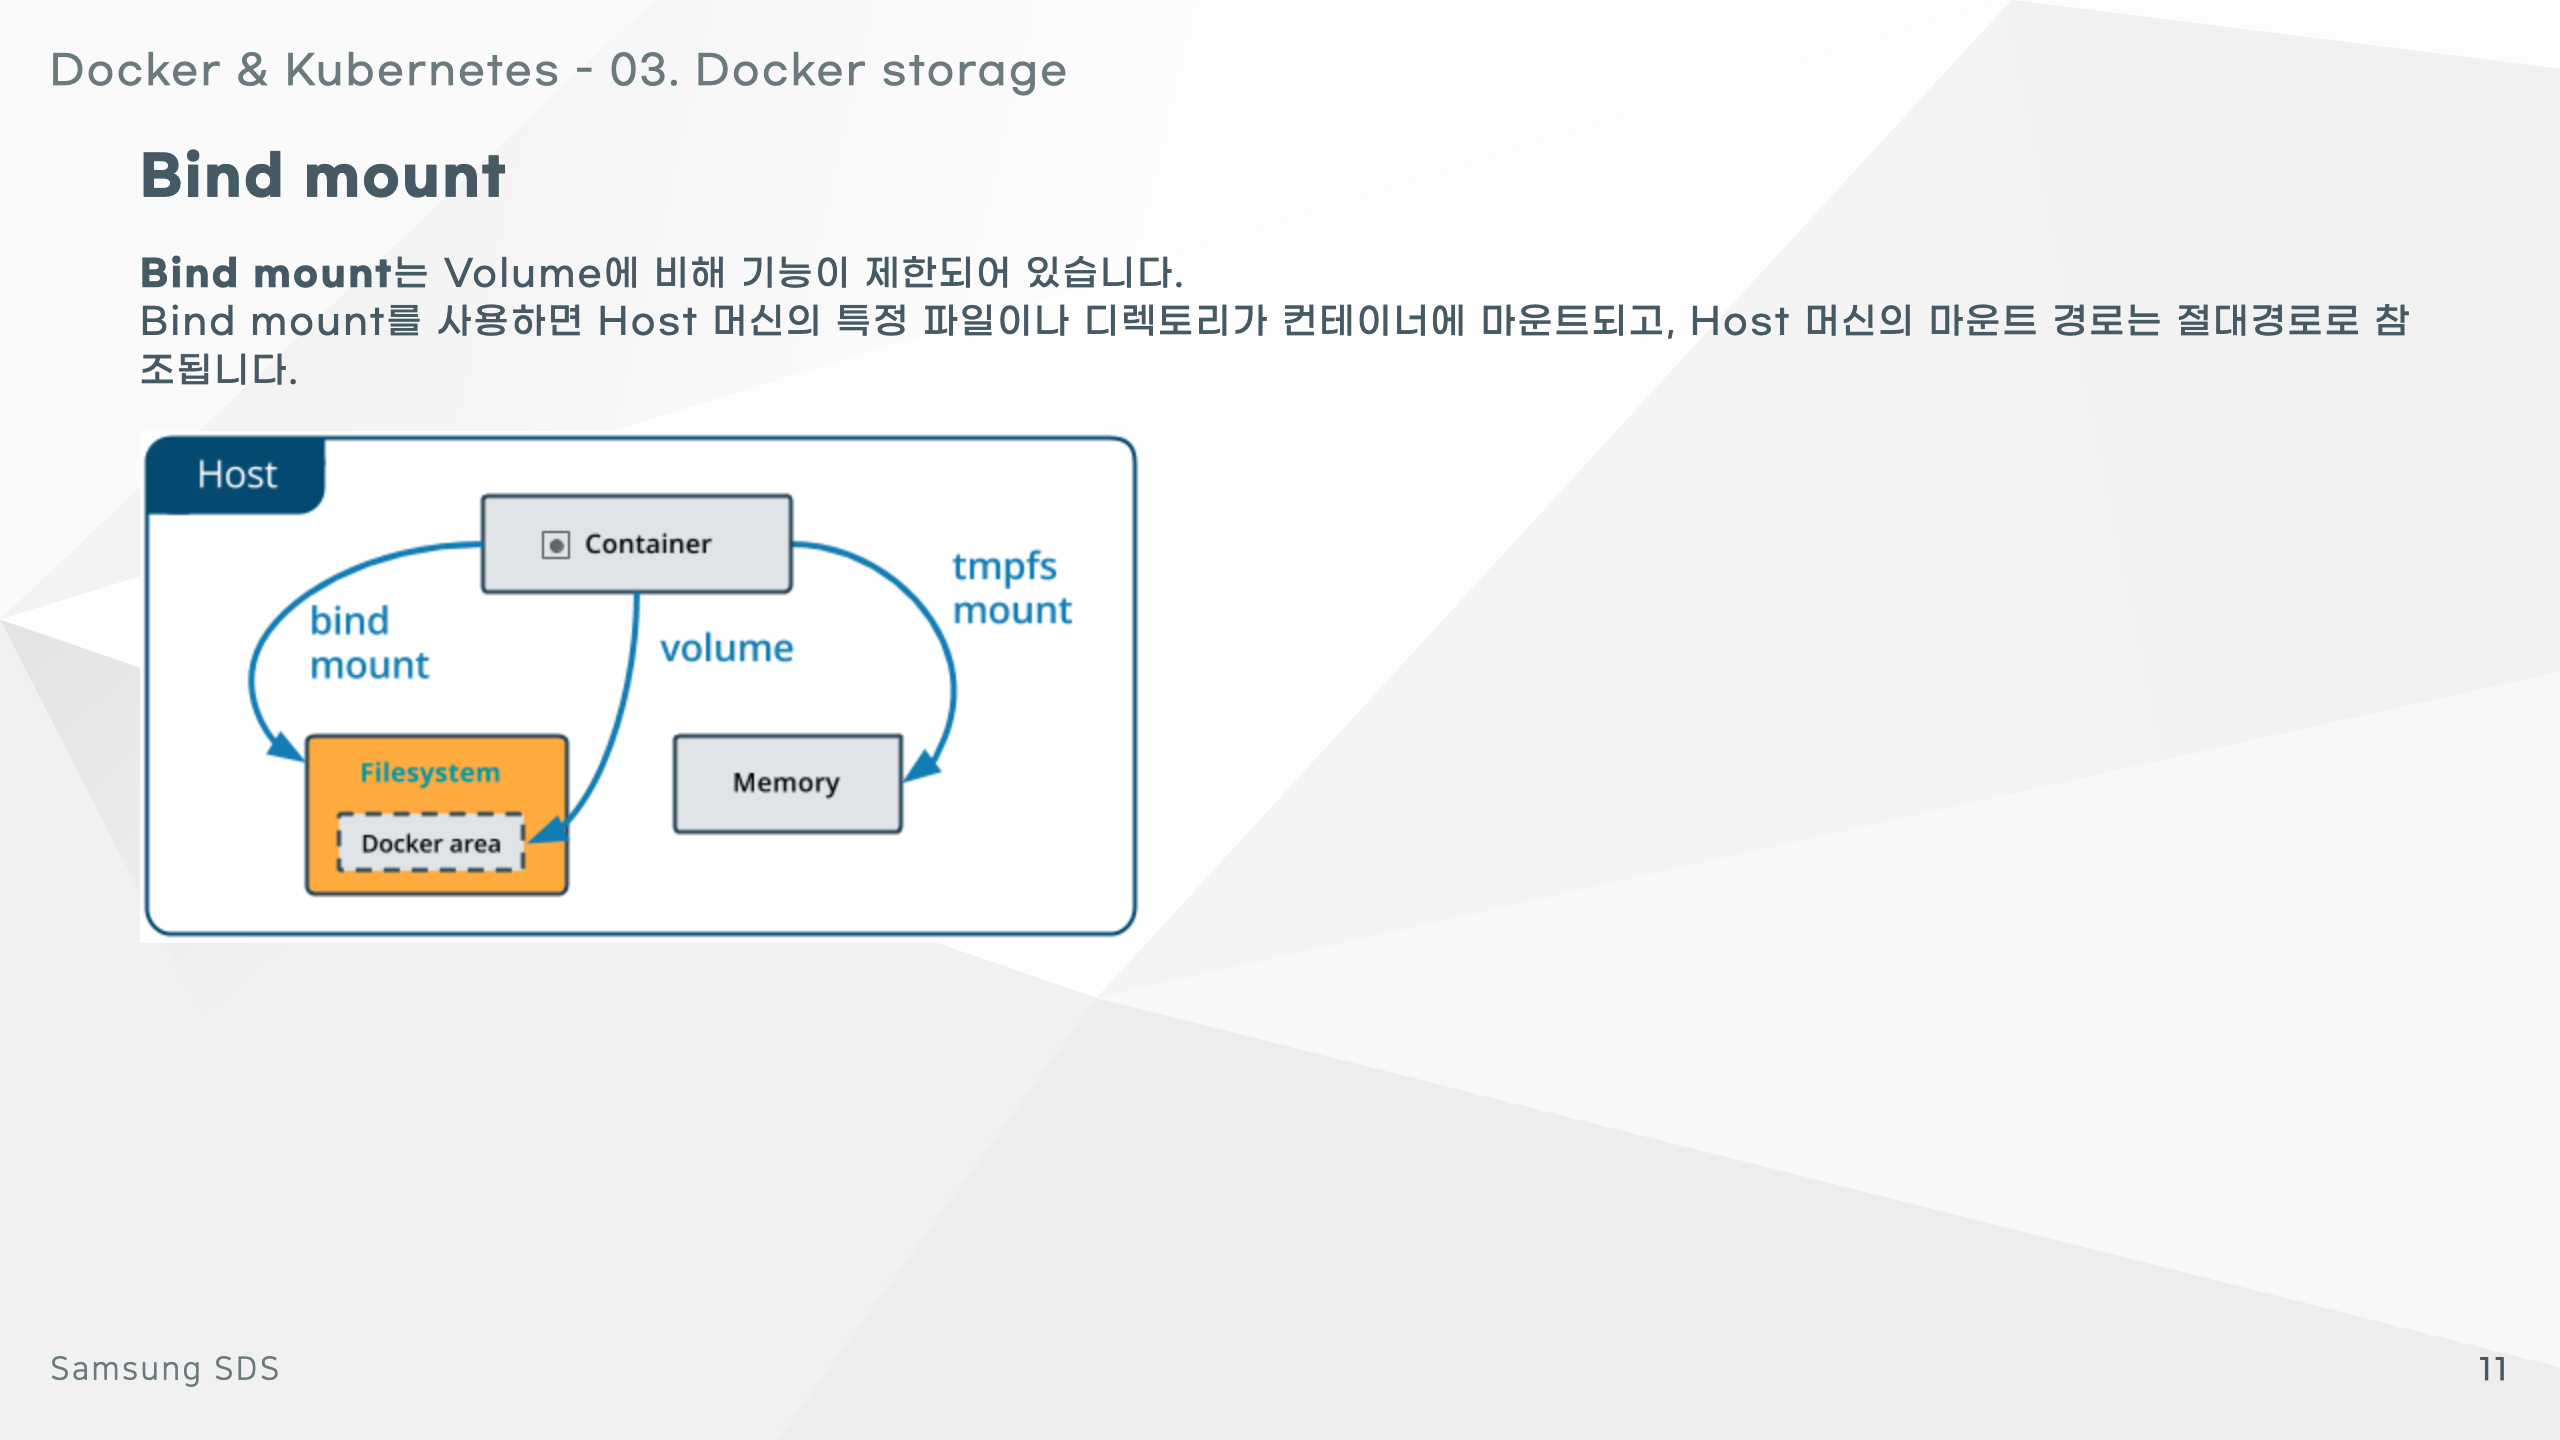 Docker & Kubernetes - 03. Docker storage
Bind mount
Bind mount는 Volume에 비해 기능이 제한되어 있습니다.
Bind mount를 사용하면 Host 머신의 특정 파일이나 디렉토리가 컨테이너에 마운트되고, Host 머신의 마운트 경로는 절대경로로 참
조됩니다.
Host
Container
bind
mount
volume
tmpfs
mount
Filesystem
Docker area
Memory
Samsung SDS
11